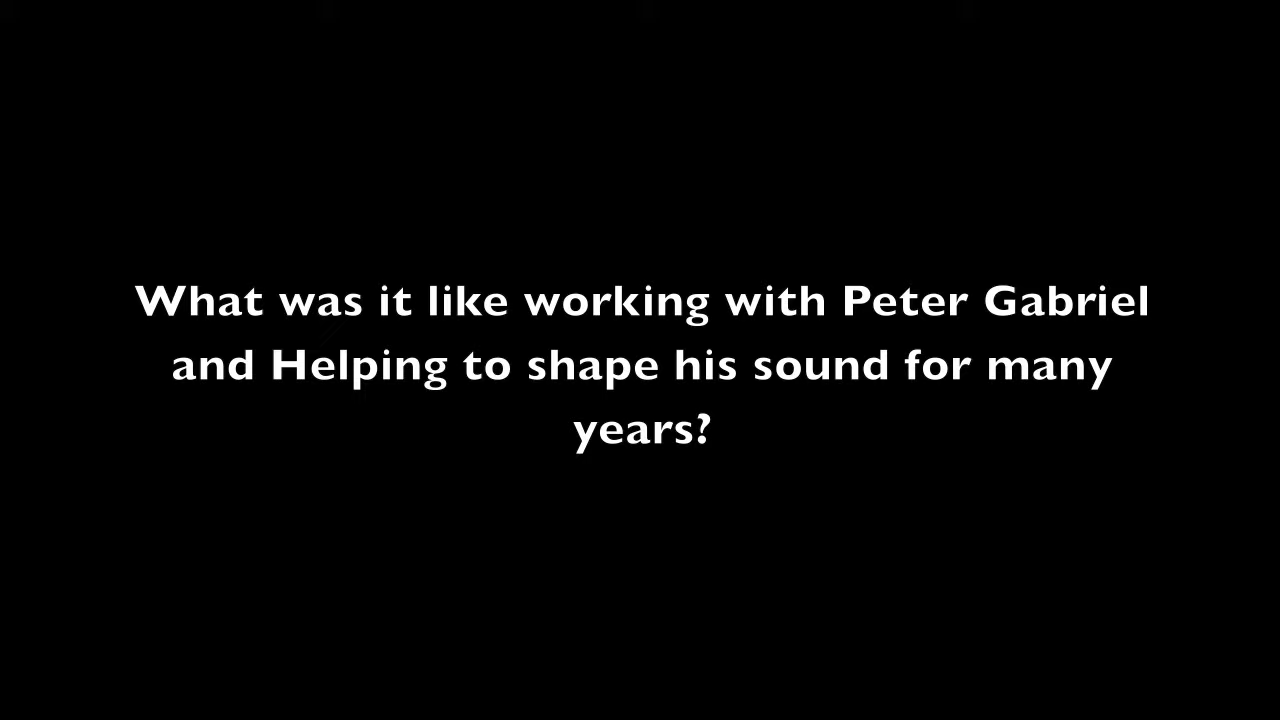 What was it like working with Peter Gabriel
and Helping to shape his sound for many
years?